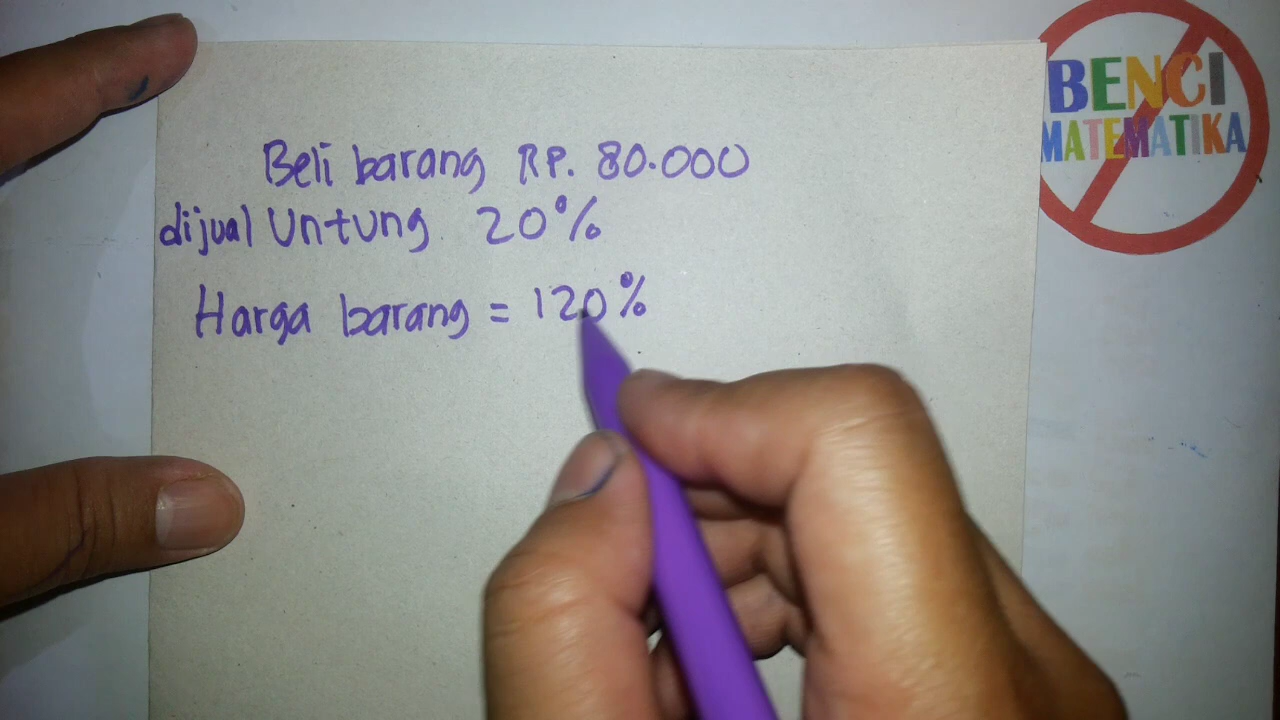 BENCI
MATEMATIKA
Beli barang RP. 80.000
dijual Untung 20%
Harga barang = 120%